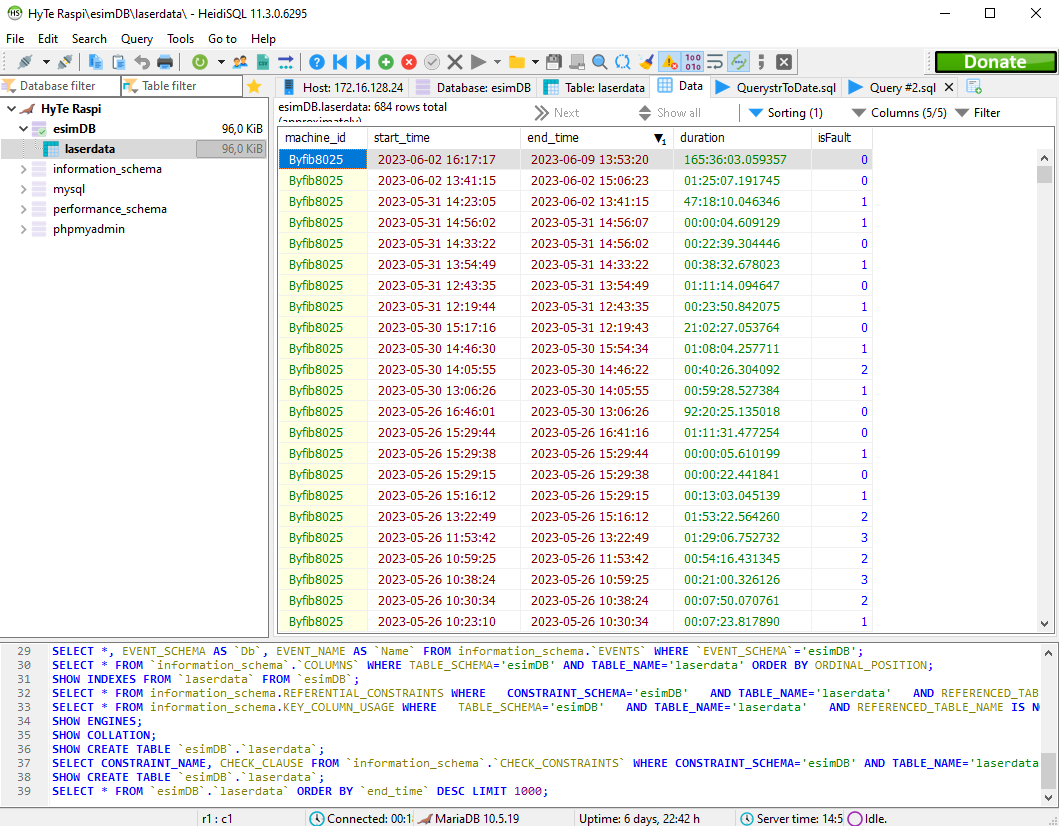 HyTe Raspi\esimDB\laserdata\ - HeidiSQL 11.3.0.6295
File Edit Search Query Tools Go to Help
Donate
Database filter Table filter
Host: 172.16.128.24 Database: esimDB Table: laserdata Data QuerystrToDate.sql Query #2.sql
HyTe Raspi
esimDB 96,0 KiB
laserdata 96,0 KiB
information_schema
mysql
performance_schema
phpmyadmin
esimDB.laserdata: 684 rows total
(approximately)
Next Show all Sorting (1) Columns (5/5) Filter
machine_id start_time end_time 1 duration isFault
Byfib8025 2023-06-02 16:17:17 2023-06-09 13:53:20 165:36:03.059357 0
Byfib8025 2023-06-02 13:41:15 2023-06-02 15:06:23 01:25:07.191745 0
Byfib8025 2023-05-31 14:23:05 2023-06-02 13:41:15 47:18:10.046346 1
Byfib8025 2023-05-31 14:56:02 2023-05-31 14:56:07 00:00:04.609129 1
Byfib8025 2023-05-31 14:33:22 2023-05-31 14:56:02 00:22:39.304446 0
Byfib8025 2023-05-31 13:54:49 2023-05-31 14:33:22 00:38:32.678023 1
Byfib8025 2023-05-31 12:43:35 2023-05-31 13:54:49 01:11:14.094647 0
Byfib8025 2023-05-31 12:19:44 2023-05-31 12:43:35 00:23:50.842075 1
Byfib8025 2023-05-30 15:17:16 2023-05-31 12:19:43 21:02:27.053764 0
Byfib8025 2023-05-30 14:46:30 2023-05-30 15:54:34 01:08:04.257711 1
Byfib8025 2023-05-30 14:05:55 2023-05-30 14:46:22 00:40:26.304092 2
Byfib8025 2023-05-30 13:06:26 2023-05-30 14:05:55 00:59:28.527384 1
Byfib8025 2023-05-26 16:46:01 2023-05-30 13:06:26 92:20:25.135018 0
Byfib8025 2023-05-26 15:29:44 2023-05-26 16:41:16 01:11:31.477254 0
Byfib8025 2023-05-26 15:29:38 2023-05-26 15:29:44 00:00:05.610199 1
Byfib8025 2023-05-26 15:29:15 2023-05-26 15:29:38 00:00:22.441841 0
Byfib8025 2023-05-26 15:16:12 2023-05-26 15:29:15 00:13:03.045139 1
Byfib8025 2023-05-26 13:22:49 2023-05-26 15:16:12 01:53:22.564260 2
Byfib8025 2023-05-26 11:53:42 2023-05-26 13:22:49 01:29:06.752732 3
Byfib8025 2023-05-26 10:59:25 2023-05-26 11:53:42 00:54:16.431345 2
Byfib8025 2023-05-26 10:38:24 2023-05-26 10:59:25 00:21:00.326126 3
Byfib8025 2023-05-26 10:30:34 2023-05-26 10:38:24 00:07:50.070761 2
Byfib8025 2023-05-26 10:23:10 2023-05-26 10:30:34 00:07:23.817890 1
29 SELECT *, EVENT_SCHEMA AS `Db`, EVENT_NAME AS `Name` FROM information_schema.`EVENTS` WHERE `EVENT_SCHEMA`='esimDB';
30 SELECT * FROM `information_schema`.`COLUMNS` WHERE TABLE_SCHEMA='esimDB' AND TABLE_NAME='laserdata' ORDER BY ORDINAL_POSITION;
31 SHOW INDEXES FROM `laserdata` FROM `esimDB`;
32 SELECT * FROM information_schema.REFERENTIAL_CONSTRAINTS WHERE CONSTRAINT_SCHEMA='esimDB' AND TABLE_NAME='laserdata' AND REFERENCED_TAB
33 SELECT * FROM information_schema.KEY_COLUMN_USAGE WHERE TABLE_SCHEMA='esimDB' AND TABLE_NAME='laserdata' AND REFERENCED_TABLE_NAME IS N
34 SHOW ENGINES;
35 SHOW COLLATION;
36 SHOW CREATE TABLE `esimDB`.`laserdata`;
37 SELECT CONSTRAINT_NAME, CHECK_CLAUSE FROM `information_schema`.`CHECK_CONSTRAINTS` WHERE CONSTRAINT_SCHEMA='esimDB' AND TABLE_NAME='laserdata
38 SHOW CREATE TABLE `esimDB`.`laserdata`;
39 SELECT * FROM `esimDB`.`laserdata` ORDER BY `end_time` DESC LIMIT 1000;
r1 : c1 Connected: 00:1 MariaDB 10.5.19 Uptime: 6 days, 22:42 h Server time: 14:5 Idle.